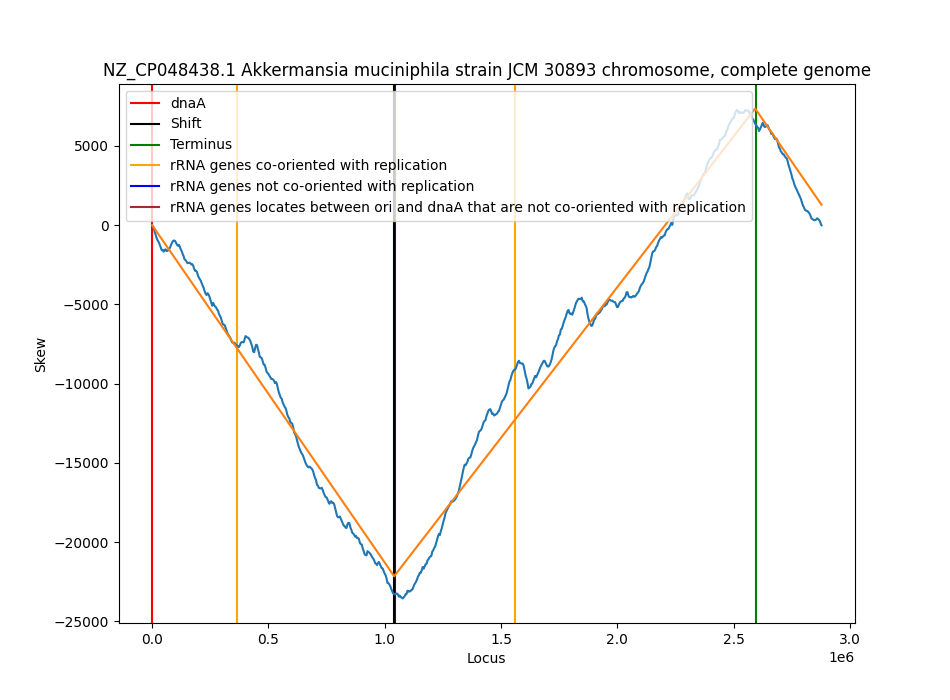 NZ_CP048438.1 Akkermansia muciniphila strain JCM 30893 chromosome, complete genome
dnaA
Shift
Terminus
rRNA genes co-oriented with replication
rRNA genes not co-oriented with replication
rRNA genes locates between ori and dnaA that are not co-oriented with replication
5000
0
−5000
−10000
−15000
−20000
−25000
Skew
0.0 0.5 1.0 1.5 2.0 2.5 3.0
1e6
Locus